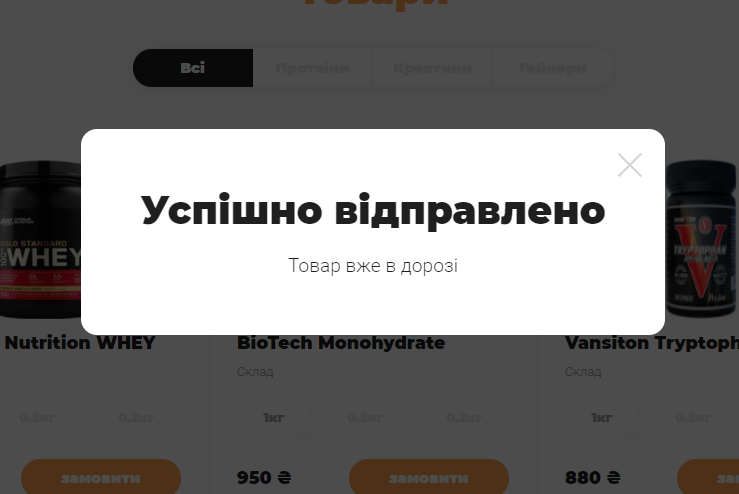 Товари
Всі Протеїни Креатини Гейнери
Успішно відправлено
Товар вже в дорозі
GOLD STANDARD
100% WHEY
TRYPTOPHAN
Nutrition WHEY BioTech Monohydrate Vansiton Tryptoph
Склад Склад
0.5кг 0.2кг 1кг 0.5кг 0.2кг 1кг 0.5кг
замовити 950 ₴ замовити 880 ₴ за